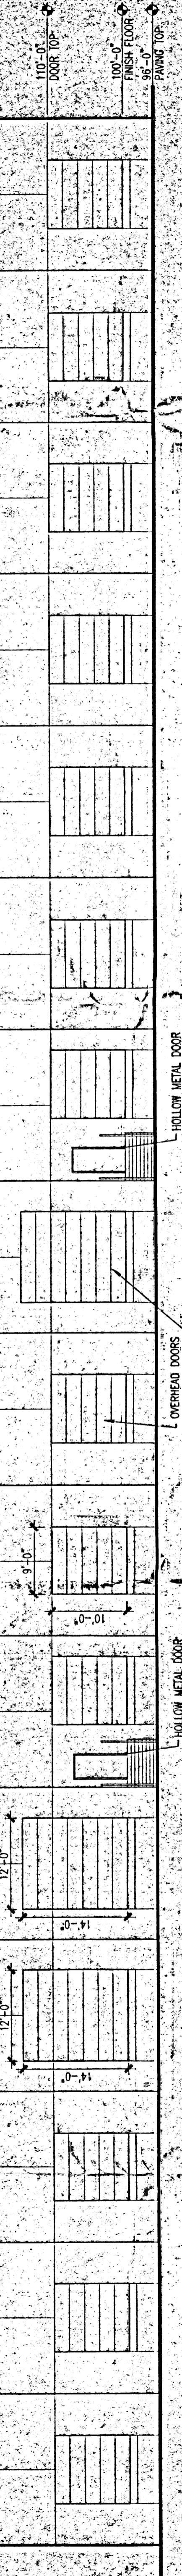 110'-0"
DOOR TOP
100'-0"
FINISH FLOOR
96'-0"
PAVING TOP
HOLLOW METAL DOOR
OVERHEAD DOORS
9'-0"
10'-0"
HOLLOW METAL DOOR
12'-0"
14'-0"
12'-0"
14'-0"